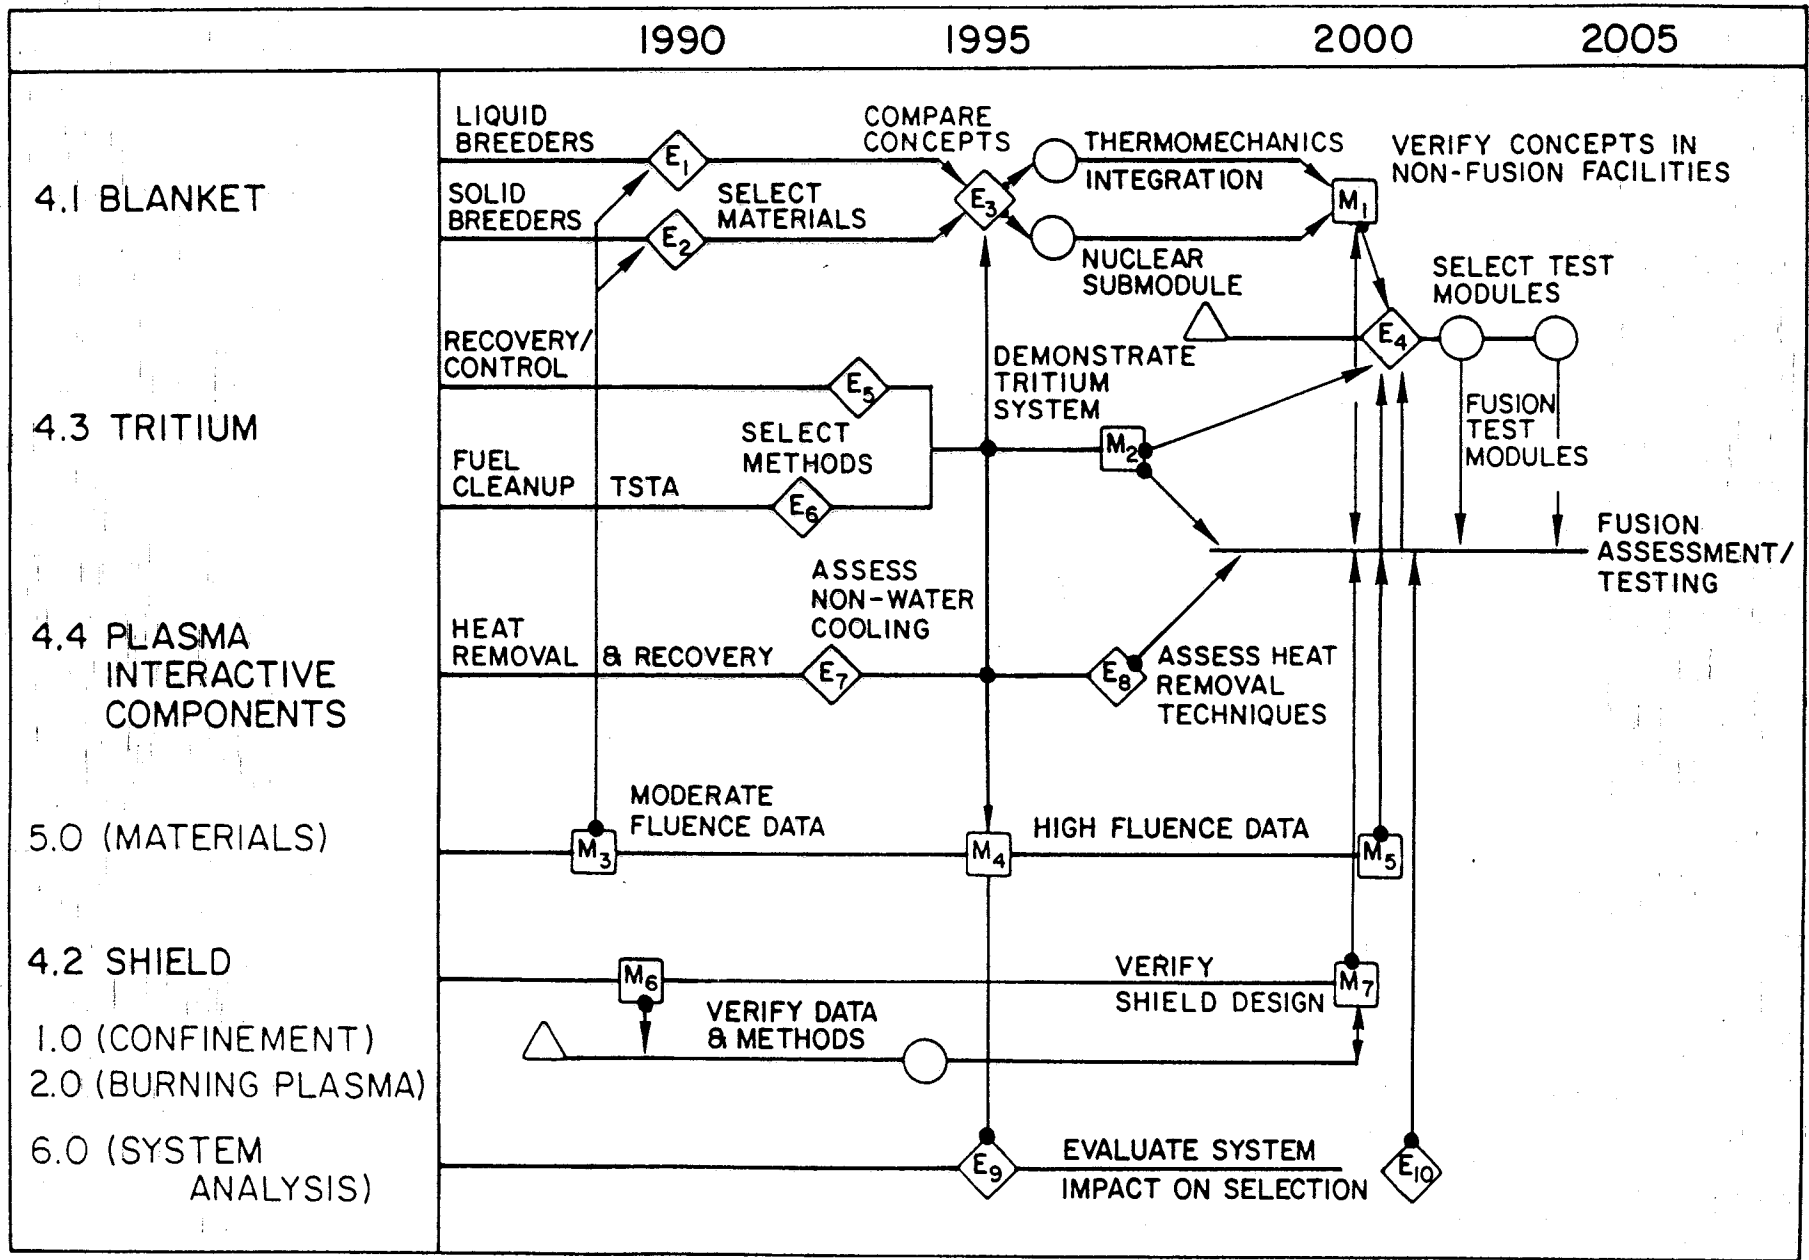 1990 1995 2000 2005
4.1 BLANKET
LIQUID
BREEDERS
E1
SOLID
BREEDERS
E2
SELECT
MATERIALS
COMPARE
CONCEPTS
E3
THERMOMECHANICS
INTEGRATION
NUCLEAR
SUBMODULE
M1
VERIFY CONCEPTS IN
NON-FUSION FACILITIES
E4
SELECT TEST
MODULES
FUSION
TEST
MODULES
4.3 TRITIUM
RECOVERY/
CONTROL
E5
SELECT
METHODS
FUEL
CLEANUP TSTA
E6
DEMONSTRATE
TRITIUM
SYSTEM
M2
FUSION
ASSESSMENT/
TESTING
4.4 PLASMA
INTERACTIVE
COMPONENTS
HEAT
REMOVAL & RECOVERY
ASSESS
NON-WATER
COOLING
E7
E8
ASSESS HEAT
REMOVAL
TECHNIQUES
5.0 (MATERIALS)
M3
MODERATE
FLUENCE DATA
M4
HIGH FLUENCE DATA
M5
4.2 SHIELD
M6
VERIFY
SHIELD DESIGN
M7
1.0 (CONFINEMENT)
2.0 (BURNING PLASMA)
VERIFY DATA
& METHODS
6.0 (SYSTEM
ANALYSIS)
E9
EVALUATE SYSTEM
IMPACT ON SELECTION
E10